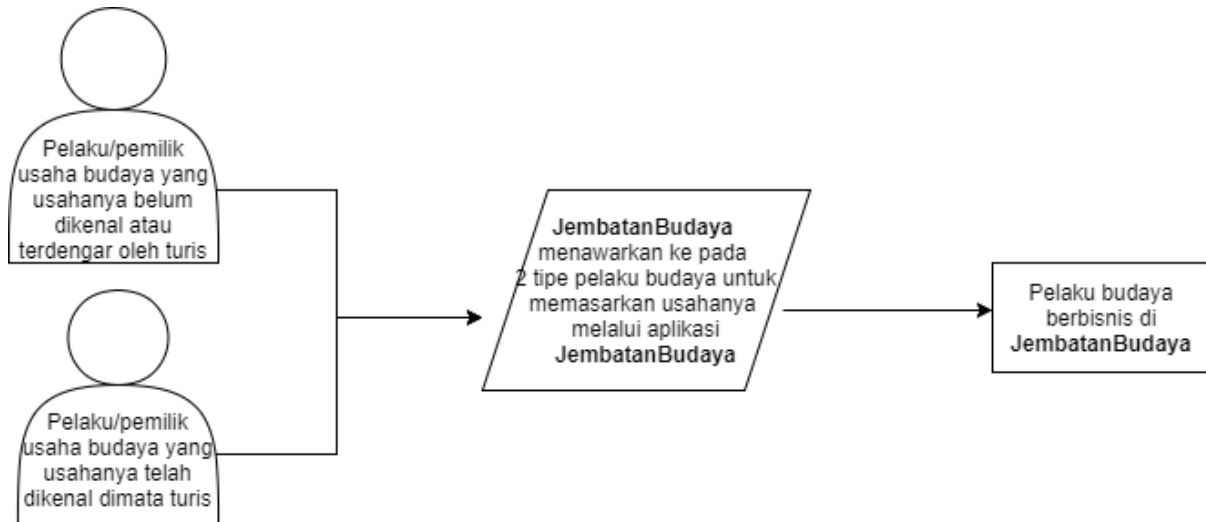 Pelaku/pemilik
usaha budaya yang
usahanya belum
dikenal atau
terdengar oleh turis
Pelaku/pemilik
usaha budaya yang
usahanya telah
dikenal dimata turis
JembatanBudaya
menawarkan ke pada
2 tipe pelaku budaya untuk
memasarkan usahanya
melalui aplikasi
JembatanBudaya
Pelaku budaya
berbisnis di
JembatanBudaya